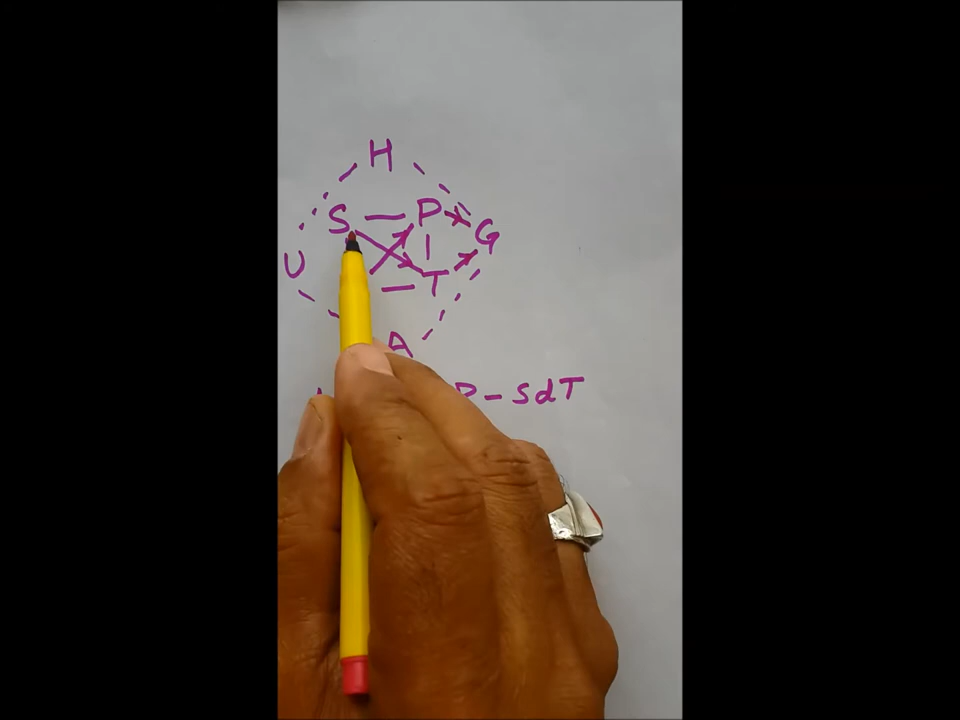 H
S — P G
U — T
A
P - SdT